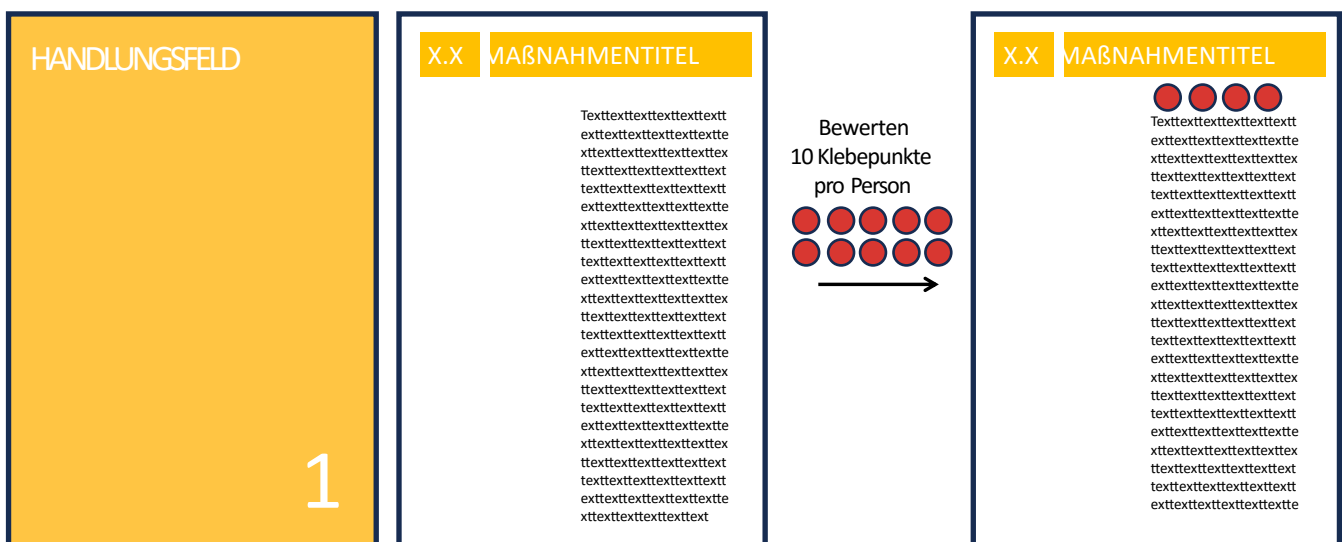 HANDLUNGSFELD
1
X.X MAßNAHMENTITEL
Texttexttexttexttexttextt
exttexttexttexttexttextte
xttexttexttexttexttexttex
ttexttexttexttexttexttext
texttexttexttexttexttextt
exttexttexttexttexttextte
xttexttexttexttexttexttex
ttexttexttexttexttexttext
texttexttexttexttexttextt
exttexttexttexttexttextte
xttexttexttexttexttexttex
ttexttexttexttexttexttext
texttexttexttexttexttextt
exttexttexttexttexttextte
xttexttexttexttexttexttex
ttexttexttexttexttexttext
texttexttexttexttexttextt
exttexttexttexttexttextte
xttexttexttexttexttexttex
ttexttexttexttexttexttext
texttexttexttexttexttextt
exttexttexttexttexttextte
xttexttexttexttexttext
Bewerten
10 Klebepunkte
pro Person
X.X MAßNAHMENTITEL
Texttexttexttexttexttextt
exttexttexttexttexttextte
xttexttexttexttexttexttex
ttexttexttexttexttexttext
texttexttexttexttexttextt
exttexttexttexttexttextte
xttexttexttexttexttexttex
ttexttexttexttexttexttext
texttexttexttexttexttextt
exttexttexttexttexttextte
xttexttexttexttexttexttex
ttexttexttexttexttexttext
texttexttexttexttexttextt
exttexttexttexttexttextte
xttexttexttexttexttexttex
ttexttexttexttexttexttext
texttexttexttexttexttextt
exttexttexttexttexttextte
xttexttexttexttexttexttex
ttexttexttexttexttexttext
texttexttexttexttexttextt
exttexttexttexttexttextte